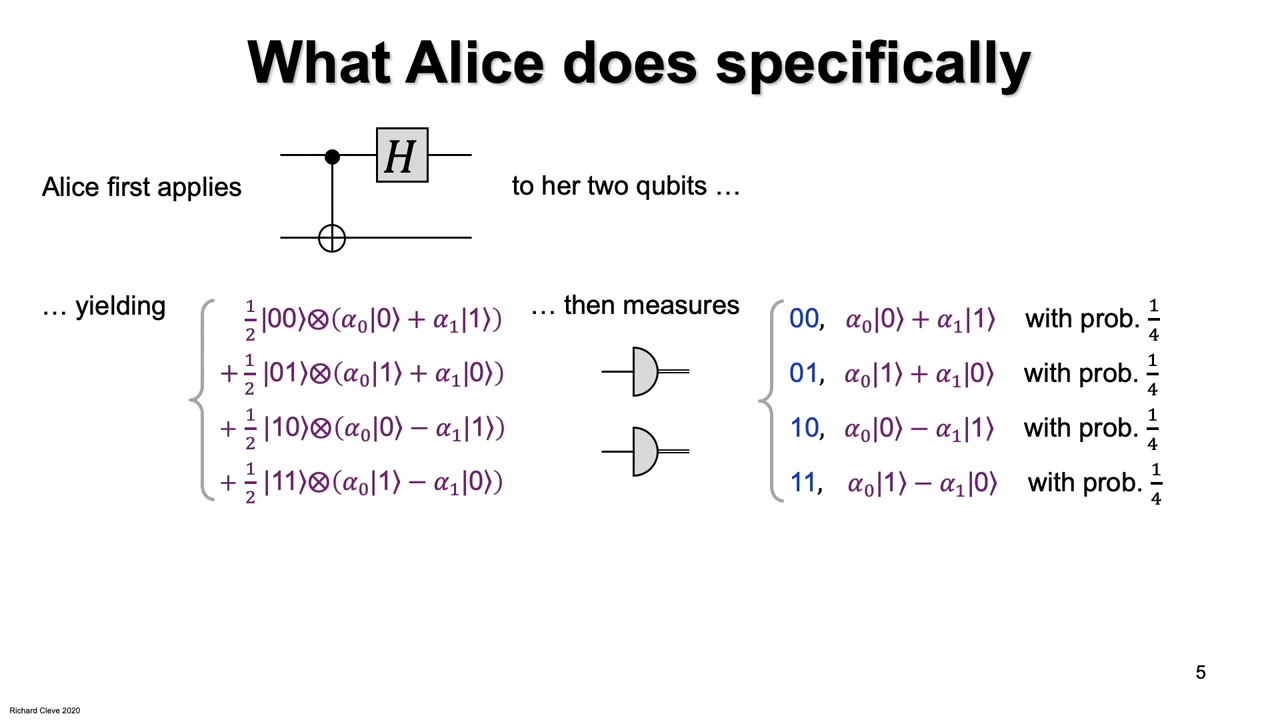 What Alice does specifically
H
Alice first applies
to her two qubits …
… yielding
½|00⟩⊗(α₀|0⟩ + α₁|1⟩)
+ ½|01⟩⊗(α₀|1⟩ + α₁|0⟩)
+ ½|10⟩⊗(α₀|0⟩ − α₁|1⟩)
+ ½|11⟩⊗(α₀|1⟩ − α₁|0⟩)
… then measures
00, α₀|0⟩ + α₁|1⟩ with prob. ¼
01, α₀|1⟩ + α₁|0⟩ with prob. ¼
10, α₀|0⟩ − α₁|1⟩ with prob. ¼
11, α₀|1⟩ − α₁|0⟩ with prob. ¼
5
Richard Cleve 2020